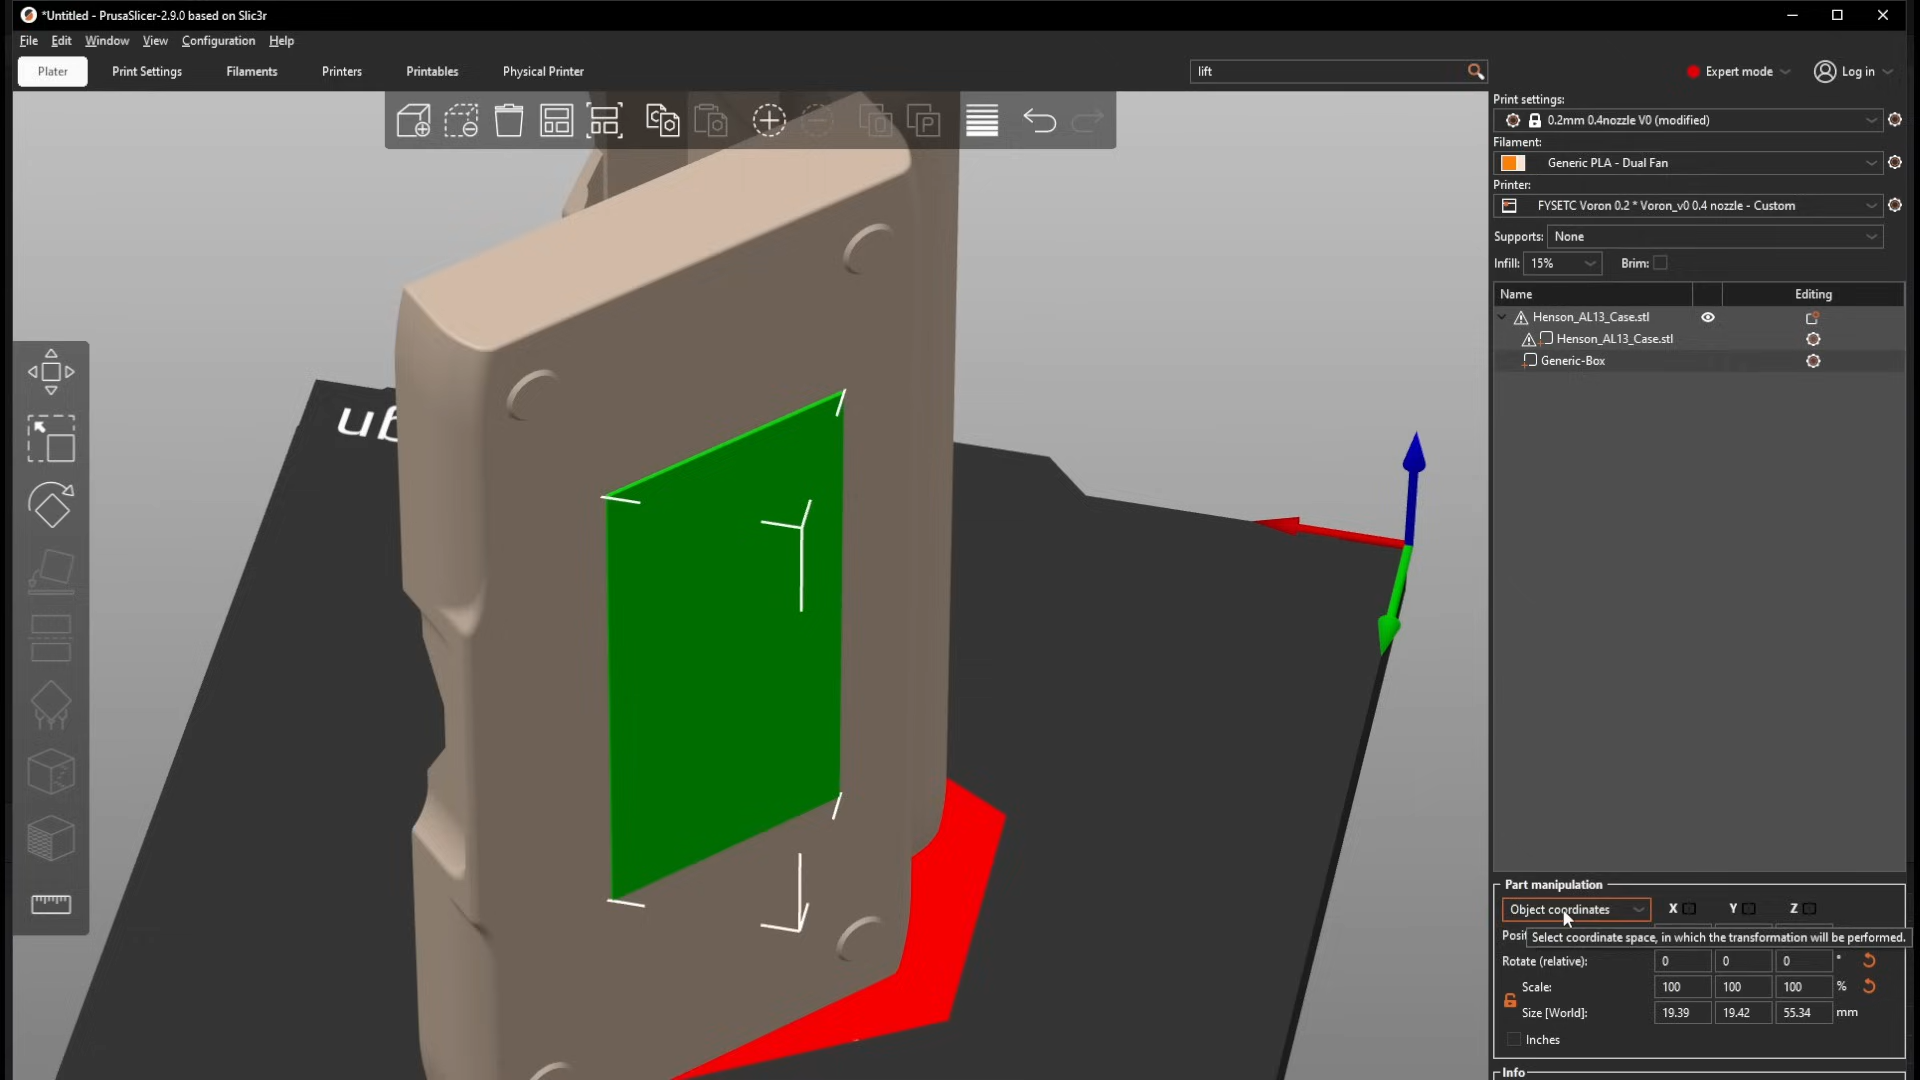 *Untitled - PrusaSlicer-2.9.0 based on Slic3r
File Edit Window View Configuration Help
Plater Print Settings Filaments Printers Printables Physical Printer
lift
Expert mode
Log in
Print settings:
0.2mm 0.4nozzle V0 (modified)
Filament:
Generic PLA - Dual Fan
Printer:
FYSETC Voron 0.2 * Voron_v0 0.4 nozzle - Custom
Supports: None
Infill: 15% Brim:
Name Editing
Henson_AL13_Case.stl
Henson_AL13_Case.stl
Generic-Box
Part manipulation
Object coordinates X Y Z
Select coordinate space, in which the transformation will be performed.
Rotate (relative): 0 0 0 °
Scale: 100 100 100 %
Size [World]: 19.39 19.42 55.34 mm
Inches
Info